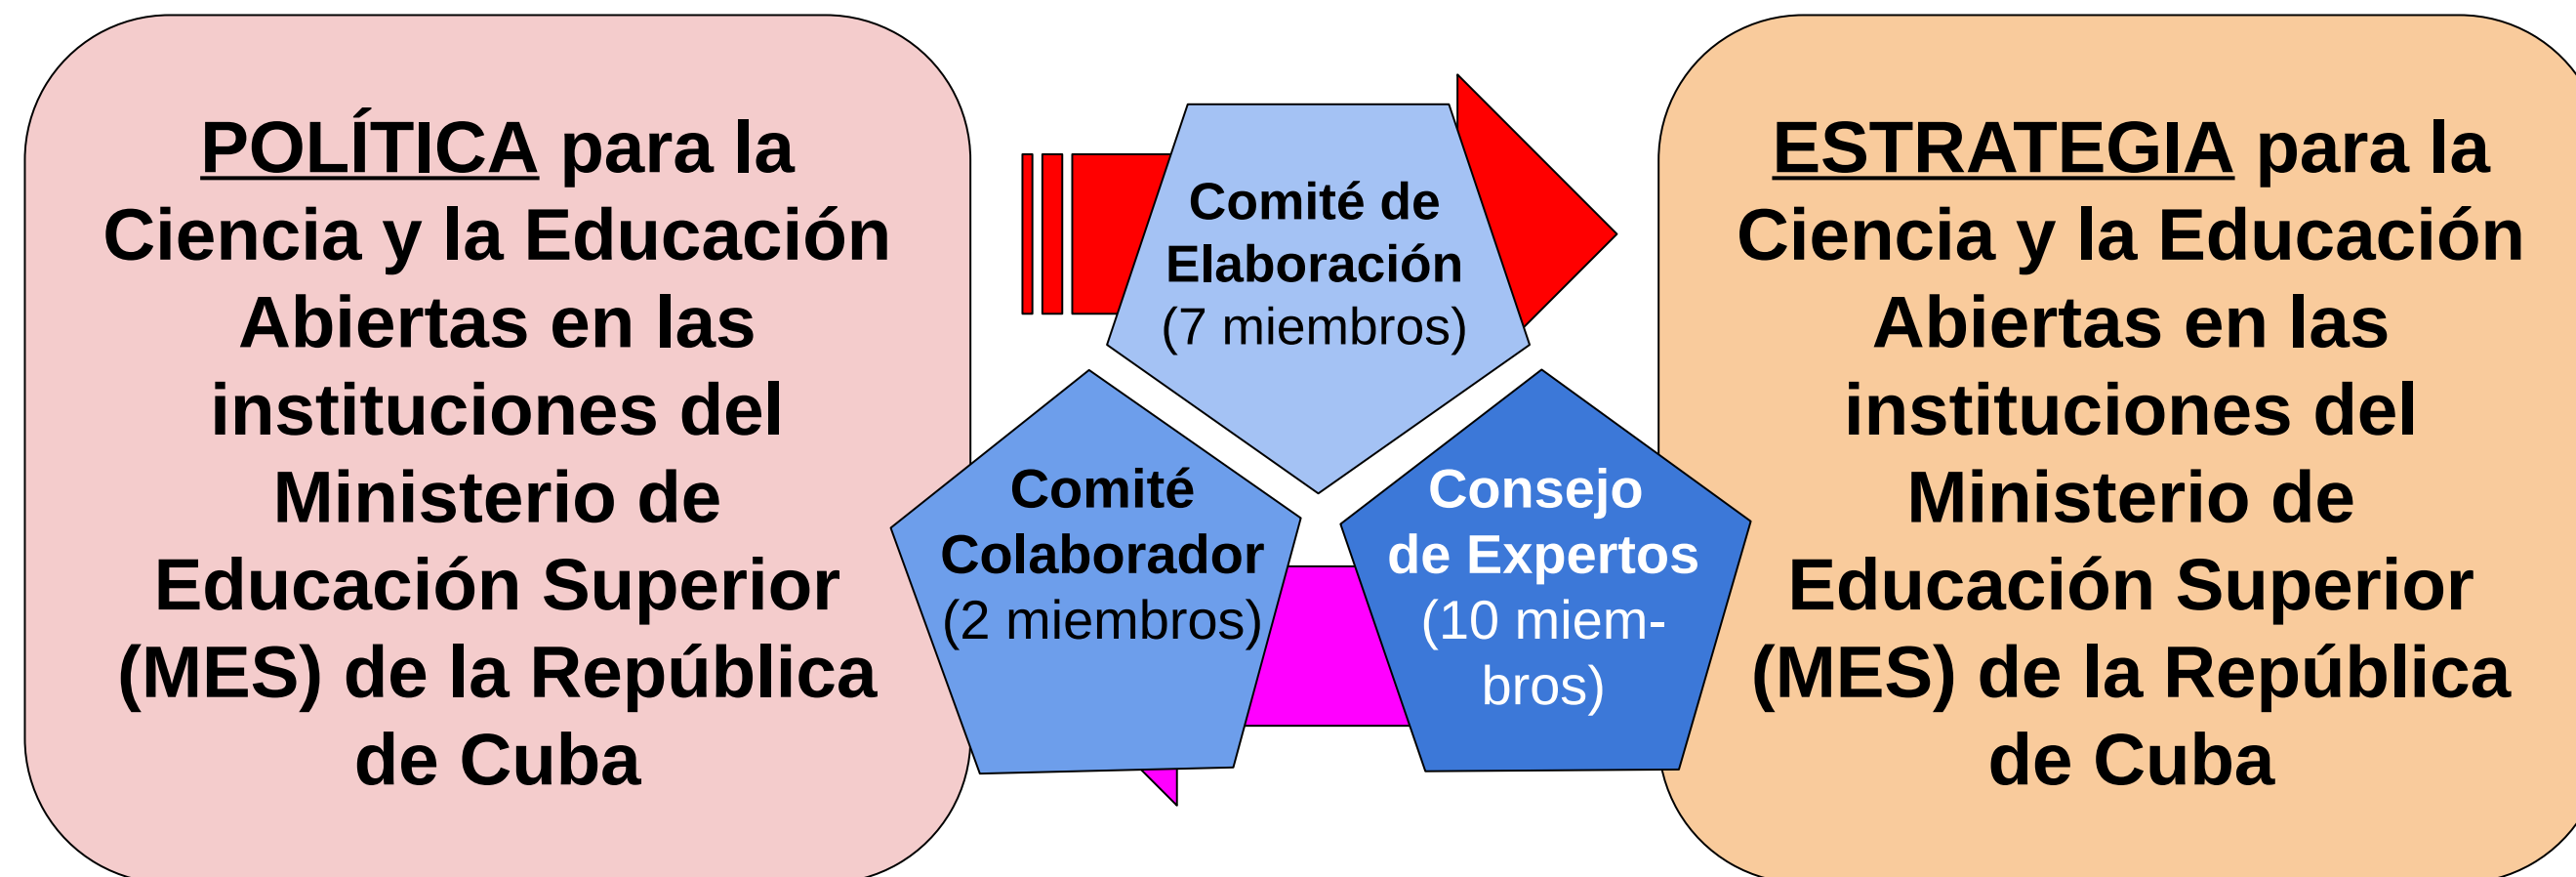 POLÍTICA para la
Ciencia y la Educación
Abiertas en las
instituciones del
Ministerio de
Educación Superior
(MES) de la República
de Cuba
Comité de
Elaboración
(7 miembros)
Comité
Colaborador
(2 miembros)
Consejo
de Expertos
(10 miem-
bros)
ESTRATEGIA para la
Ciencia y la Educación
Abiertas en las
instituciones del
Ministerio de
Educación Superior
(MES) de la República
de Cuba